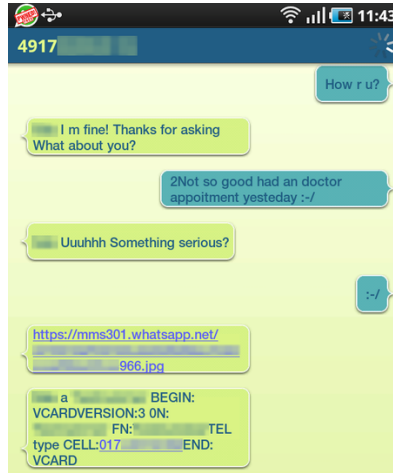 11:43
4917
How r u?
I m fine! Thanks for asking
What about you?
2Not so good had an doctor
appoitment yesteday :-/
Uuuhhh Something serious?
:-/
https://mms301.whatsapp.net/
966.jpg
a BEGIN:
VCARDVERSION:3 0N:
FN: TEL
type CELL:017 END:
VCARD